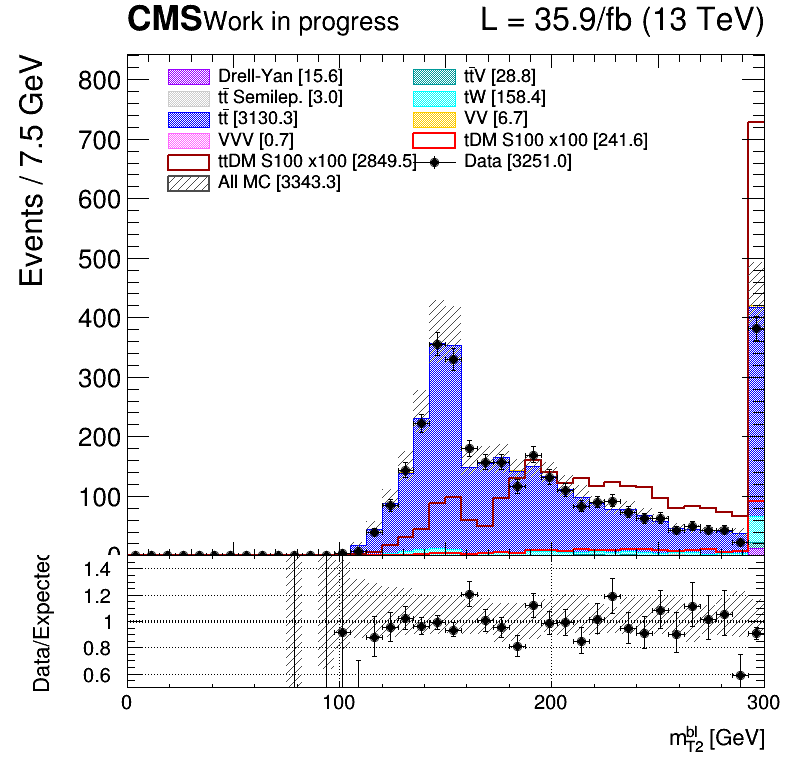 CMS Work in progress L = 35.9/fb (13 TeV)
Events / 7.5 GeV
800
700
600
500
400
300
200
100
0
Drell-Yan [15.6] tt̄V [28.8]
tt̄ Semilep. [3.0] tW [158.4]
tt̄ [3130.3] VV [6.7]
VVV [0.7] tDM S100 x100 [241.6]
ttDM S100 x100 [2849.5] Data [3251.0]
All MC [3343.3]
Data/Expected
1.4
1.2
1
0.8
0.6
0 100 200 300
m_{T2}^{bl} [GeV]